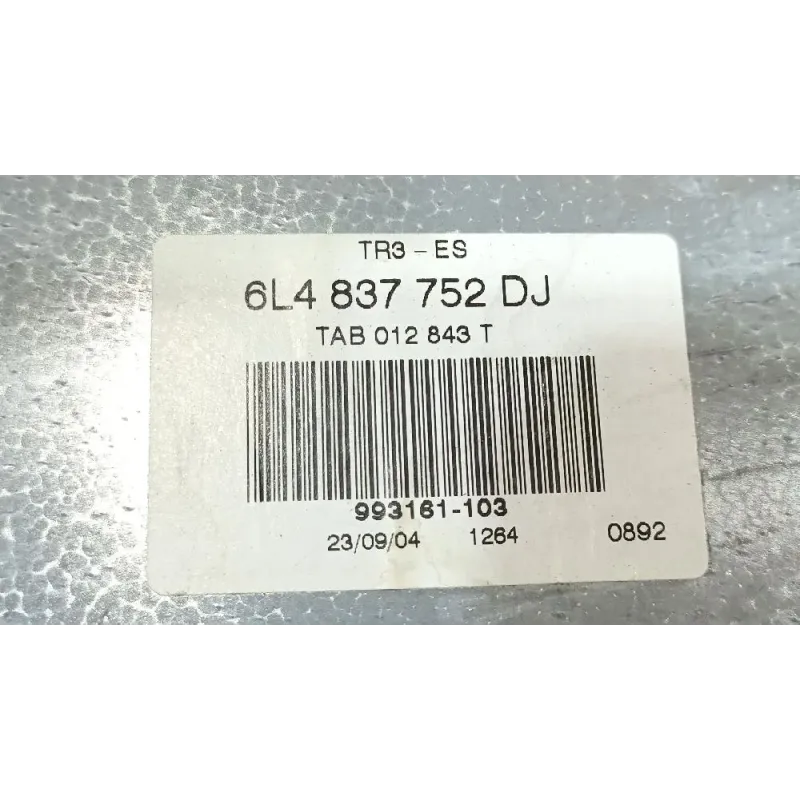 TR3 - ES
6L4 837 752 DJ
TAB 012 843 T
993161-103
23/09/04 1264 0892